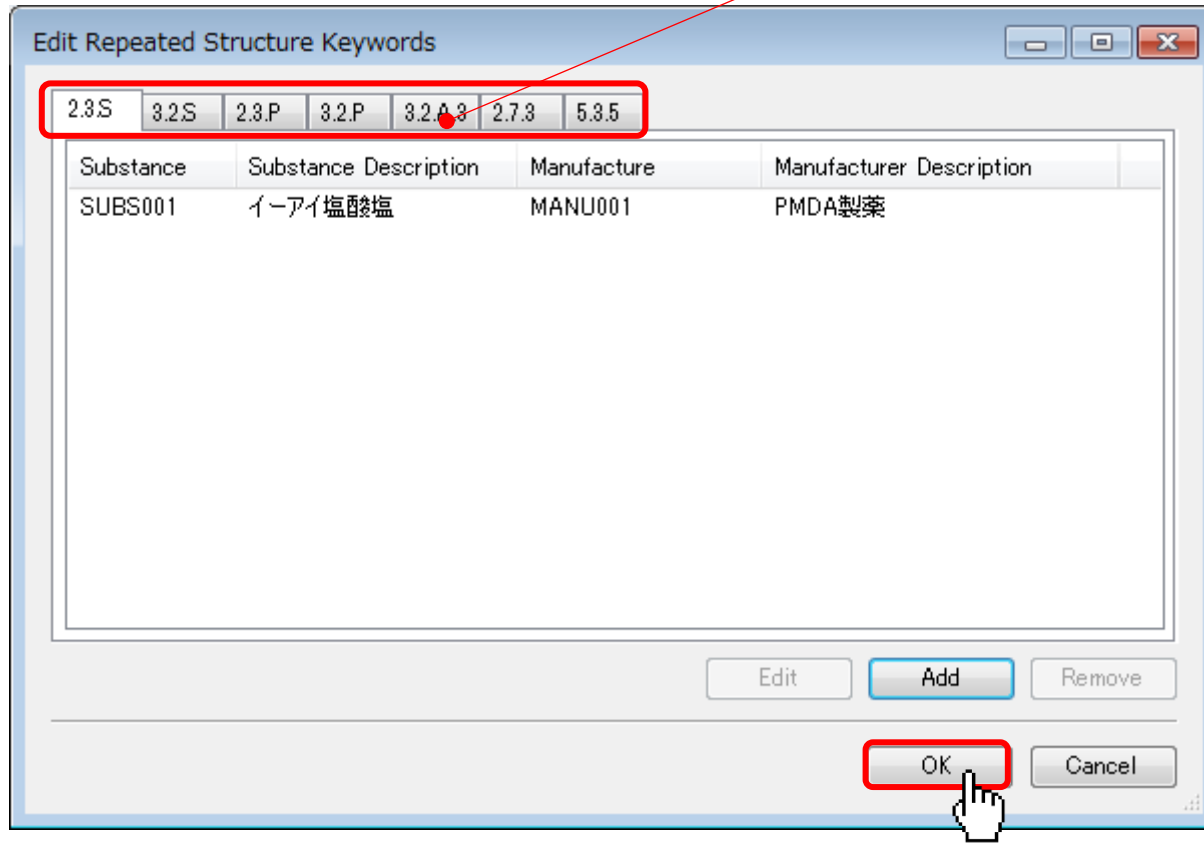 Edit Repeated Structure Keywords
2.3.S 3.2.S 2.3.P 3.2.P 3.2.A.3 2.7.3 5.3.5
Substance Substance Description Manufacture Manufacturer Description
SUBS001 イーアイ塩酸塩 MANU001 PMDA製薬
Edit Add Remove
OK Cancel